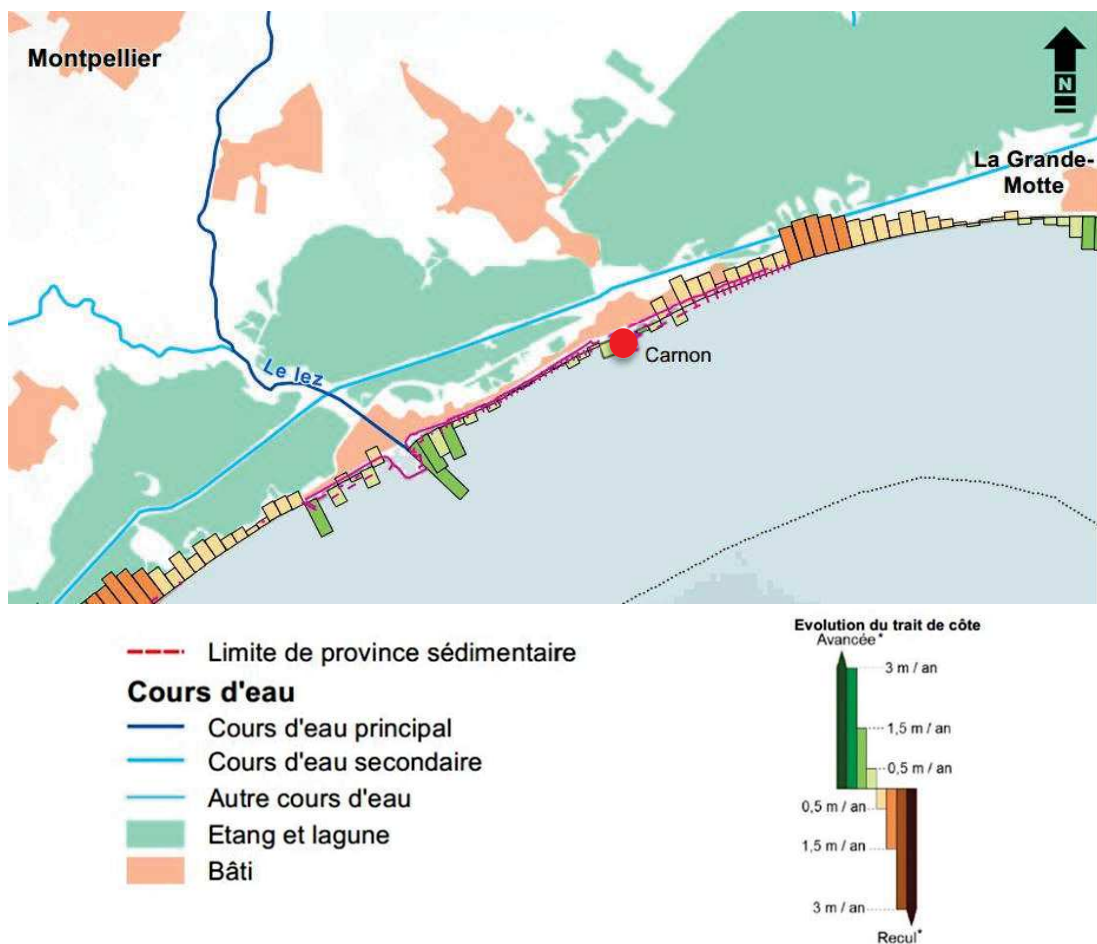 Montpellier
N
La Grande-
Motte
Le lez
Carnon
Limite de province sédimentaire
Cours d'eau
Cours d'eau principal
Cours d'eau secondaire
Autre cours d'eau
Etang et lagune
Bâti
Evolution du trait de côte
Avancée*
3 m / an
1,5 m / an
0,5 m / an
0,5 m / an
1,5 m / an
3 m / an
Recul*